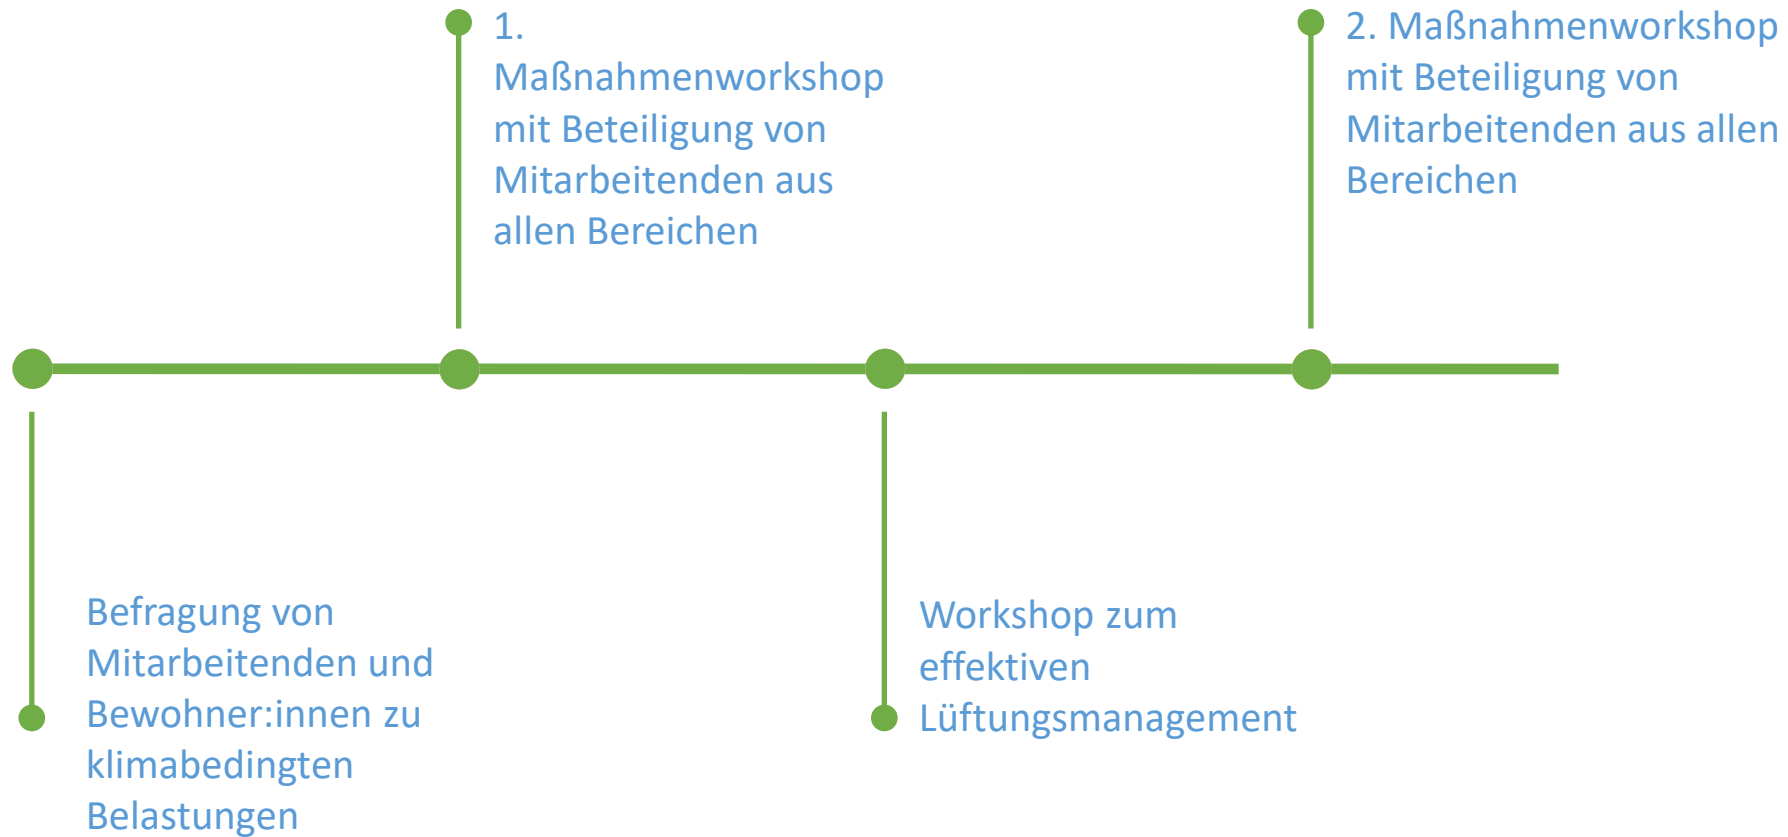 1.
Maßnahmenworkshop
mit Beteiligung von
Mitarbeitenden aus
allen Bereichen
2. Maßnahmenworkshop
mit Beteiligung von
Mitarbeitenden aus allen
Bereichen
Befragung von
Mitarbeitenden und
Bewohner:innen zu
klimabedingten
Belastungen
Workshop zum
effektiven
Lüftungsmanagement